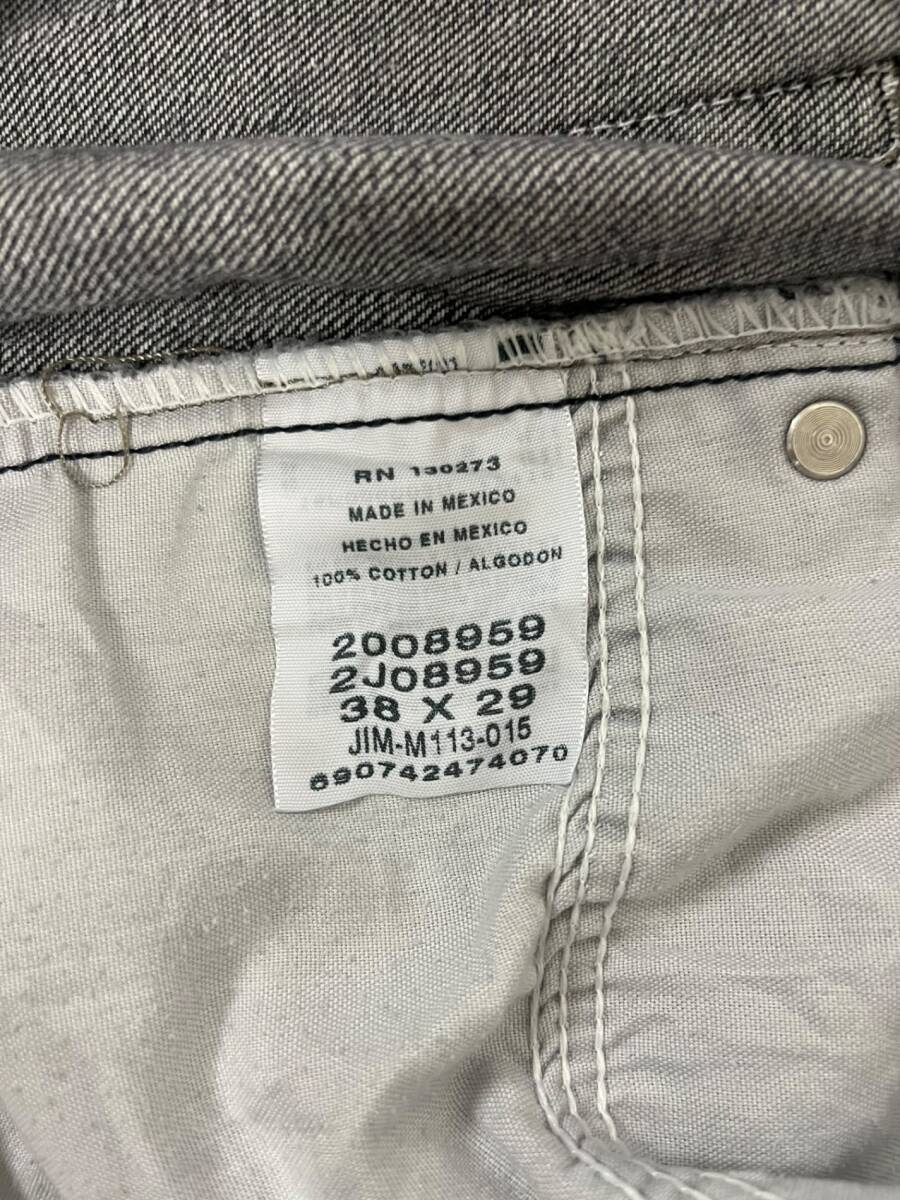 RN 130273
MADE IN MEXICO
HECHO EN MEXICO
100% COTTON / ALGODON
2008959
2J08959
38 X 29
JIM-M113-015
690742474070